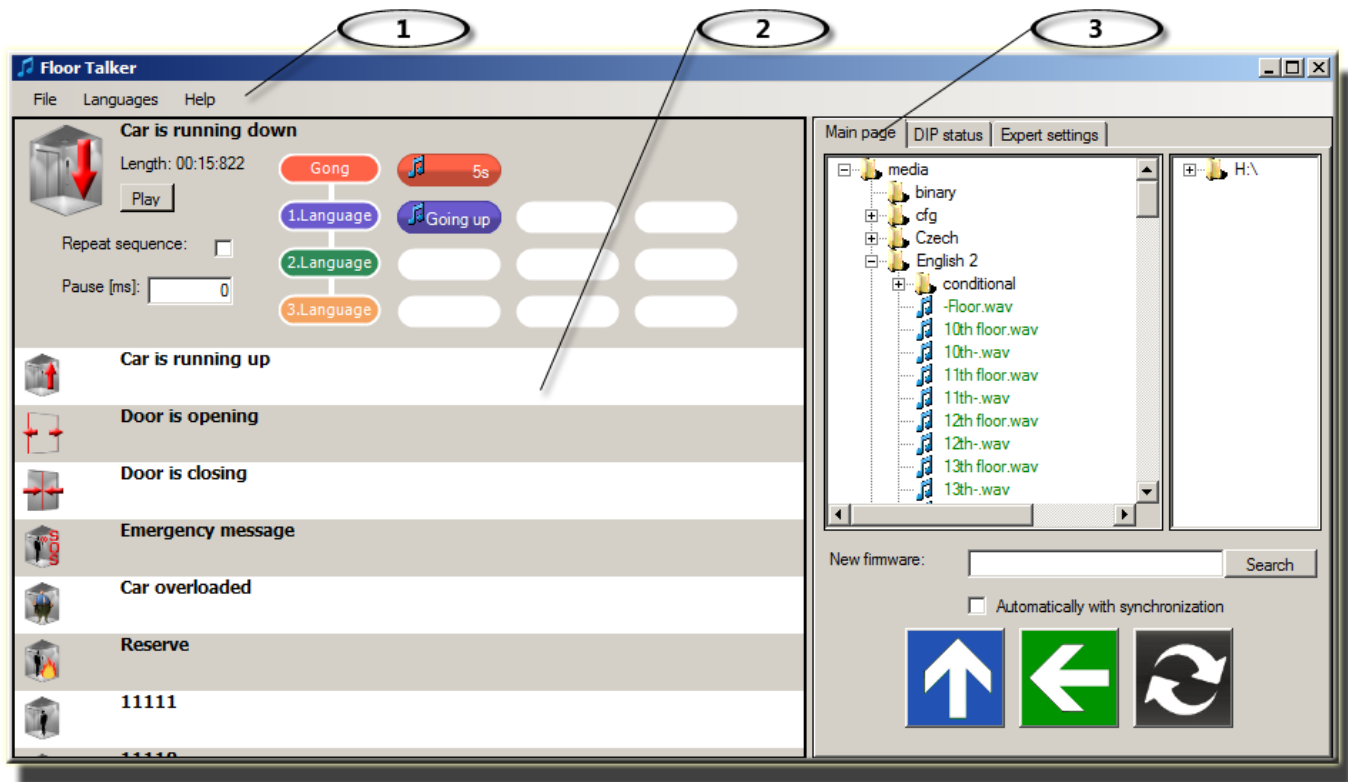 1
2
3
Floor Talker
File Languages Help
Car is running down
Length: 00:15:822
Play
Repeat sequence:
Pause [ms]: 0
Gong 5s
1.Language Going up
2.Language
3.Language
Car is running up
Door is opening
Door is closing
Emergency message
SOS
Car overloaded
Reserve
11111
11110
Main page DIP status Expert settings
media
binary
cfg
Czech
English 2
conditional
-Floor.wav
10th floor.wav
10th-.wav
11th floor.wav
11th-.wav
12th floor.wav
12th-.wav
13th floor.wav
13th-.wav
H:\
New firmware: Search
Automatically with synchronization